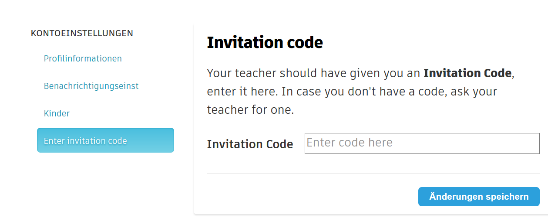 KONTOEINSTELLUNGEN
Profilinformationen
Benachrichtigungseinst
Kinder
Enter invitation code
Invitation code
Your teacher should have given you an Invitation Code,
enter it here. In case you don't have a code, ask your
teacher for one.
Invitation Code Enter code here
Änderungen speichern